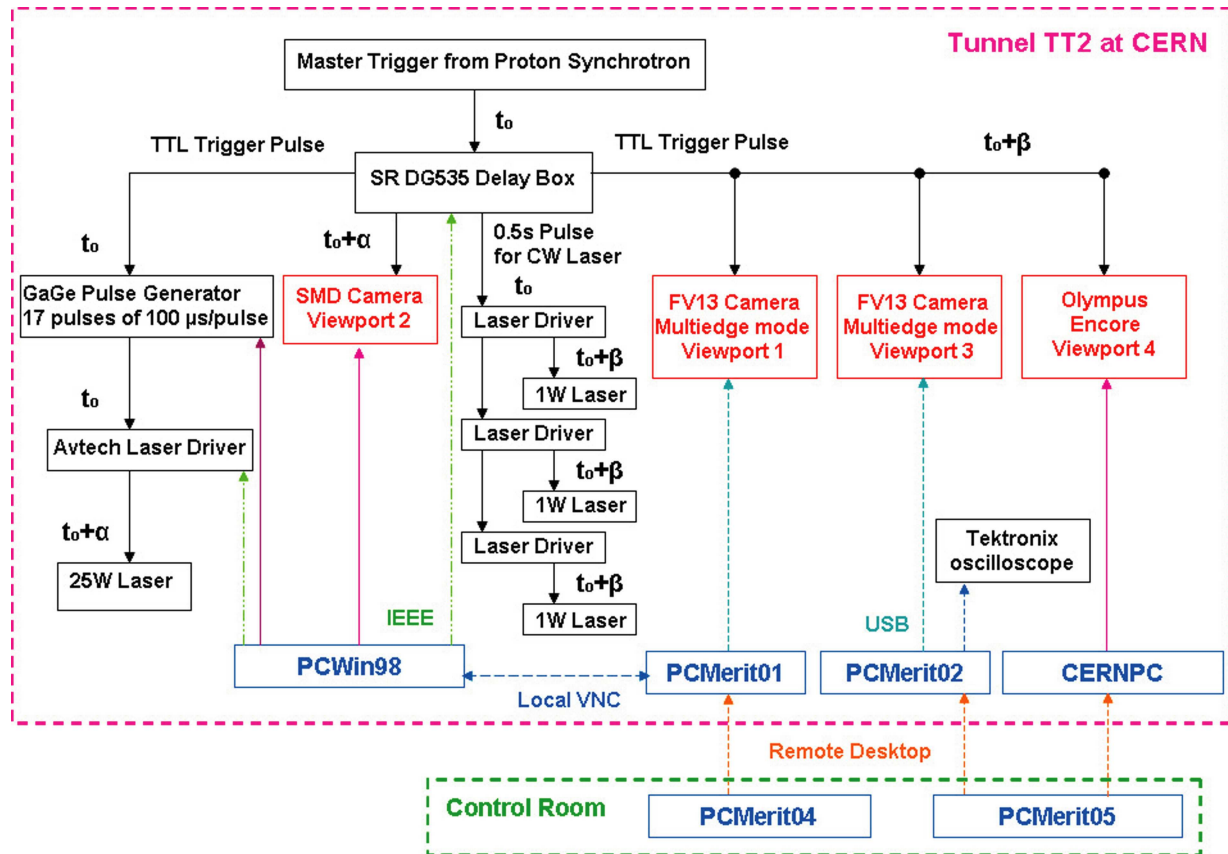 Tunnel TT2 at CERN
Master Trigger from Proton Synchrotron
t₀
TTL Trigger Pulse
TTL Trigger Pulse
t₀+β
SR DG535 Delay Box
t₀
t₀+α
0.5s Pulse
for CW Laser
t₀
GaGe Pulse Generator
17 pulses of 100 µs/pulse
SMD Camera
Viewport 2
Laser Driver
FV13 Camera
Multiedge mode
Viewport 1
FV13 Camera
Multiedge mode
Viewport 3
Olympus
Encore
Viewport 4
t₀+β
1W Laser
t₀
Avtech Laser Driver
Laser Driver
t₀+β
1W Laser
t₀+α
Laser Driver
Tektronix
oscilloscope
25W Laser
t₀+β
1W Laser
IEEE
USB
PCWin98
PCMerit01
PCMerit02
CERNPC
Local VNC
Remote Desktop
Control Room
PCMerit04
PCMerit05